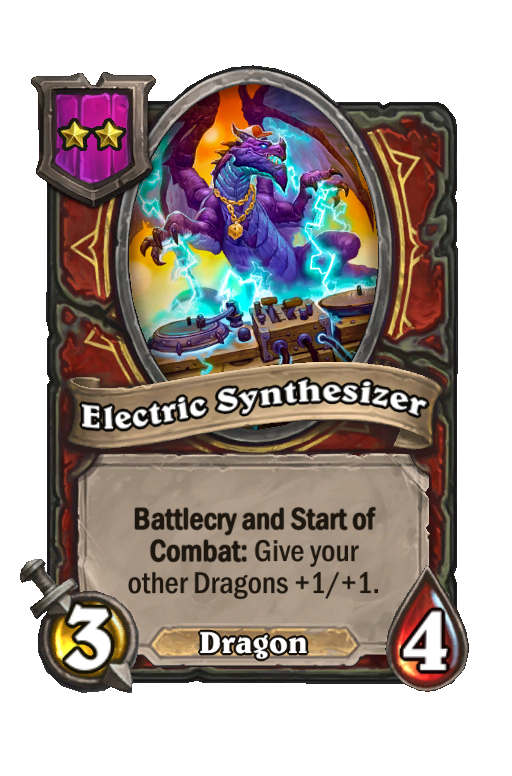 Electric Synthesizer
Battlecry and Start of
Combat: Give your
other Dragons +1/+1.
Dragon
3
4